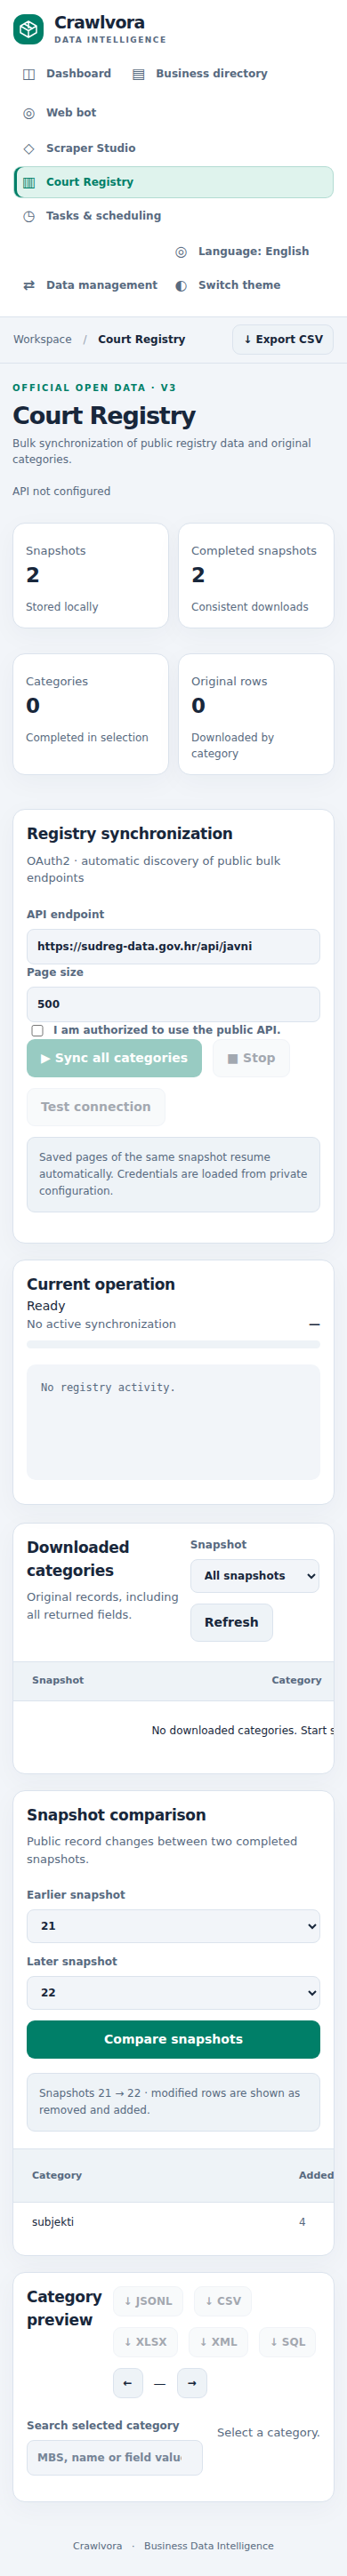 Crawlvora
DATA INTELLIGENCE
Dashboard
Business directory
Web bot
Scraper Studio
Court Registry
Tasks & scheduling
Language: English
Data management
Switch theme
Workspace / Court Registry
↓ Export CSV
OFFICIAL OPEN DATA · V3
Court Registry
Bulk synchronization of public registry data and original
categories.
API not configured
Snapshots
2
Stored locally
Completed snapshots
2
Consistent downloads
Categories
0
Completed in selection
Original rows
0
Downloaded by
category
Registry synchronization
OAuth2 · automatic discovery of public bulk
endpoints
API endpoint
https://sudreg-data.gov.hr/api/javni
Page size
500
I am authorized to use the public API.
▶ Sync all categories
■ Stop
Test connection
Saved pages of the same snapshot resume
automatically. Credentials are loaded from private
configuration.
Current operation
Ready
No active synchronization —
No registry activity.
Downloaded
categories
Original records, including
all returned fields.
Snapshot
All snapshots
Refresh
Snapshot Category
No downloaded categories. Start s
Snapshot comparison
Public record changes between two completed
snapshots.
Earlier snapshot
21
Later snapshot
22
Compare snapshots
Snapshots 21 → 22 · modified rows are shown as
removed and added.
Category Added
subjekti 4
Category
preview
↓ JSONL
↓ CSV
↓ XLSX
↓ XML
↓ SQL
← — →
Search selected category
MBS, name or field valu
Select a category.
Crawlvora · Business Data Intelligence